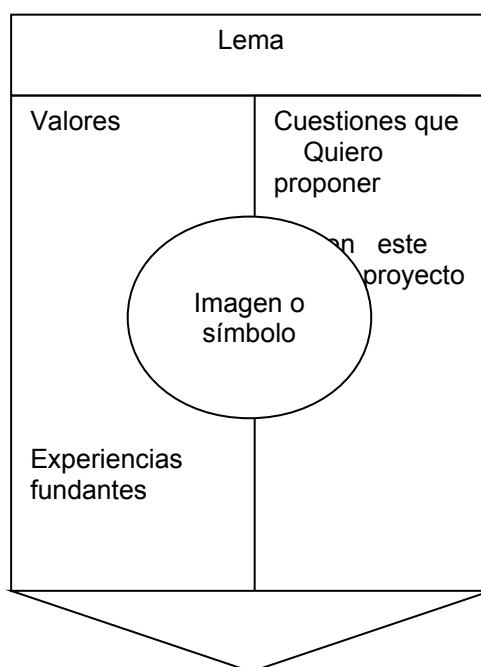 Lema
Valores
Cuestiones que
Quiero
proponer
en este
proyecto
Imagen o
símbolo
Experiencias
fundantes